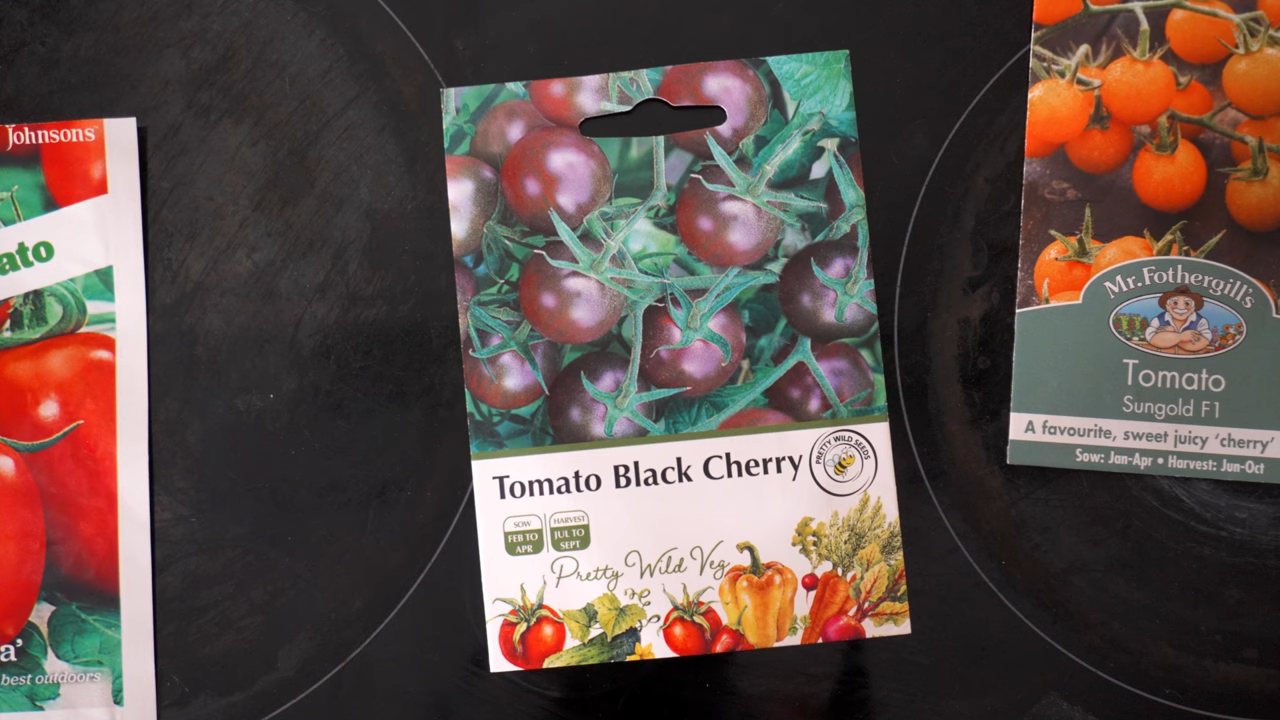 Johnsons
ato
a'
best outdoors
PRETTY WILD SEEDS
Tomato Black Cherry
SOW
FEB TO
APR
HARVEST
JUL TO
SEPT
Pretty Wild Veg
Mr.Fothergill's
Tomato
Sungold F1
A favourite, sweet juicy 'cherry'
Sow: Jan-Apr • Harvest: Jun-Oct